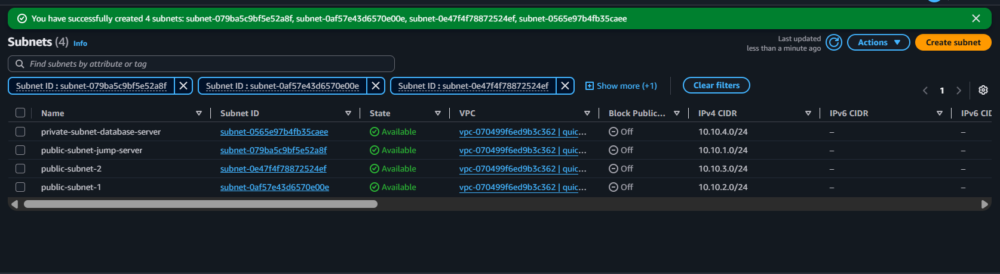 You have successfully created 4 subnets: subnet-079ba5c9bf5e52a8f, subnet-0af57e43d6570e00e, subnet-0e47f4f78872524ef, subnet-0565e97b4fb35caee
Subnets (4) Info
Last updated
less than a minute ago
Actions
Create subnet
Find subnets by attribute or tag
Subnet ID : subnet-079ba5c9bf5e52a8f Subnet ID : subnet-0af57e43d6570e00e Subnet ID : subnet-0e47f4f78872524ef Show more (+1) Clear filters
1
Name Subnet ID State VPC Block Public... IPv4 CIDR IPv6 CIDR IPv6 CID
private-subnet-database-server subnet-0565e97b4fb35caee Available vpc-070499f6ed9b3c362 | quic... Off 10.10.4.0/24 – –
public-subnet-jump-server subnet-079ba5c9bf5e52a8f Available vpc-070499f6ed9b3c362 | quic... Off 10.10.1.0/24 – –
public-subnet-2 subnet-0e47f4f78872524ef Available vpc-070499f6ed9b3c362 | quic... Off 10.10.3.0/24 – –
public-subnet-1 subnet-0af57e43d6570e00e Available vpc-070499f6ed9b3c362 | quic... Off 10.10.2.0/24 – –